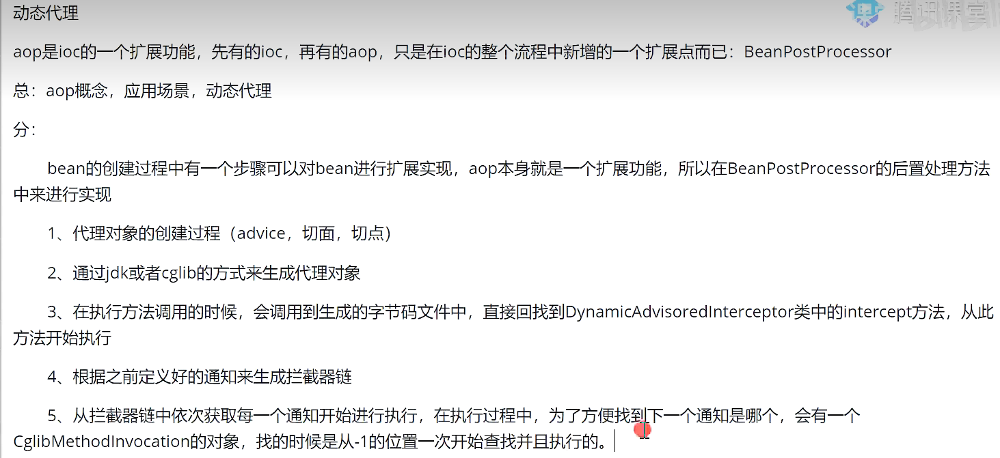 腾讯课堂
动态代理
aop是ioc的一个扩展功能，先有的ioc，再有的aop，只是在ioc的整个流程中新增的一个扩展点而已：BeanPostProcessor
总：aop概念，应用场景，动态代理
分：
bean的创建过程中有一个步骤可以对bean进行扩展实现，aop本身就是一个扩展功能，所以在BeanPostProcessor的后置处理方法
中来进行实现
1、代理对象的创建过程（advice，切面，切点）
2、通过jdk或者cglib的方式来生成代理对象
3、在执行方法调用的时候，会调用到生成的字节码文件中，直接回找到DynamicAdvisoredInterceptor类中的intercept方法，从此
方法开始执行
4、根据之前定义好的通知来生成拦截器链
5、从拦截器链中依次获取每一个通知开始进行执行，在执行过程中，为了方便找到下一个通知是哪个，会有一个
CglibMethodInvocation的对象，找的时候是从-1的位置一次开始查找并且执行的。